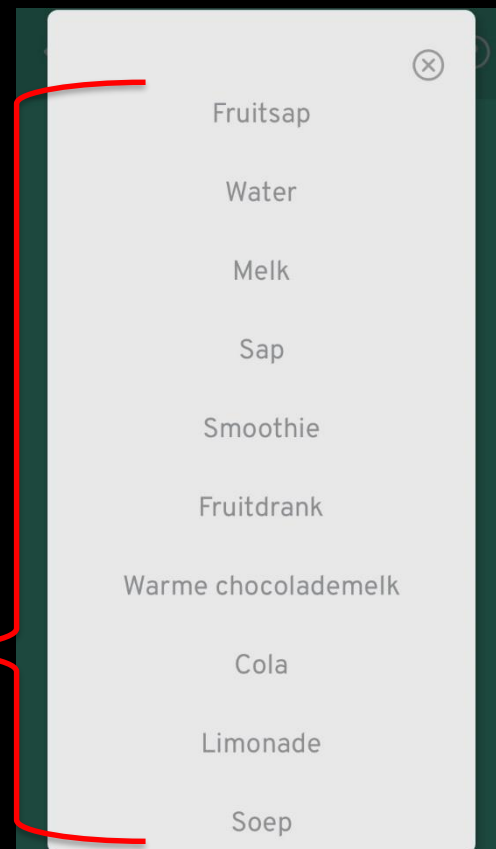 Fruitsap
Water
Melk
Sap
Smoothie
Fruitdrank
Warme chocolademelk
Cola
Limonade
Soep